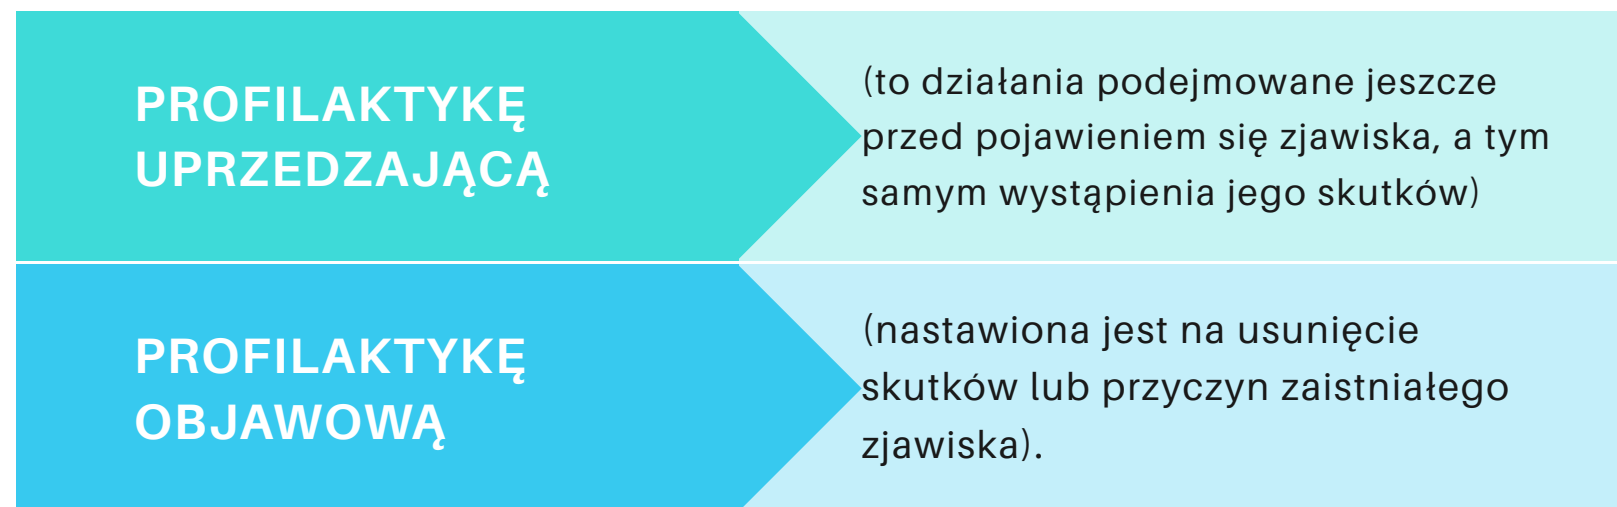 PROFILAKTYKĘ
UPRZEDZAJĄCĄ
(to działania podejmowane jeszcze
przed pojawieniem się zjawiska, a tym
samym wystąpienia jego skutków)
PROFILAKTYKĘ
OBJAWOWĄ
(nastawiona jest na usunięcie
skutków lub przyczyn zaistniałego
zjawiska).